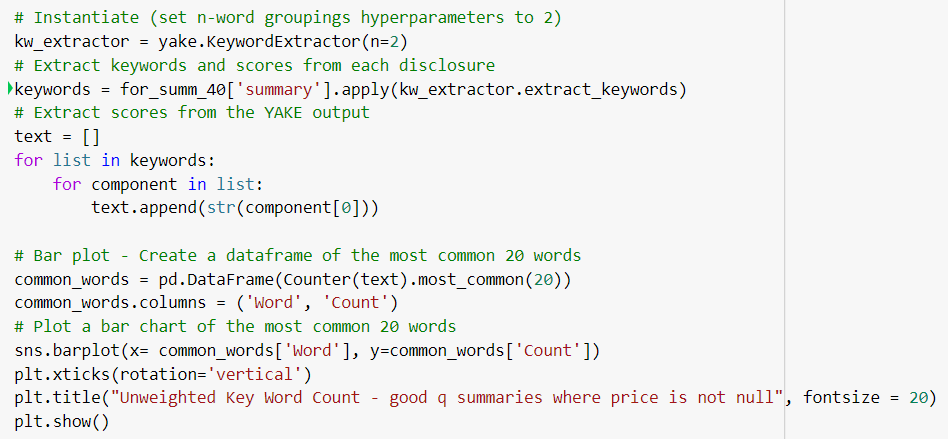 # Instantiate (set n-word groupings hyperparameters to 2)
kw_extractor = yake.KeywordExtractor(n=2)
# Extract keywords and scores from each disclosure
keywords = for_summ_40['summary'].apply(kw_extractor.extract_keywords)
# Extract scores from the YAKE output
text = []
for list in keywords:
    for component in list:
        text.append(str(component[0]))

# Bar plot - Create a dataframe of the most common 20 words
common_words = pd.DataFrame(Counter(text).most_common(20))
common_words.columns = ('Word', 'Count')
# Plot a bar chart of the most common 20 words
sns.barplot(x= common_words['Word'], y=common_words['Count'])
plt.xticks(rotation='vertical')
plt.title("Unweighted Key Word Count - good q summaries where price is not null", fontsize = 20)
plt.show()